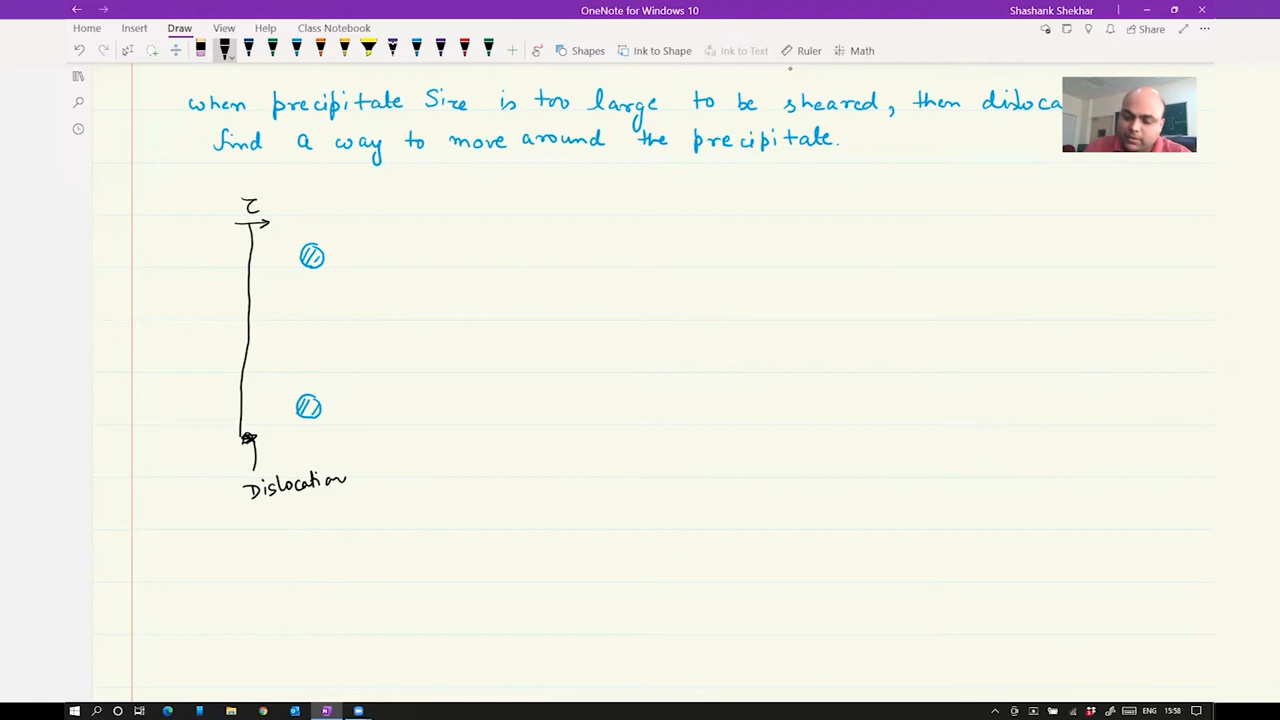 OneNote for Windows 10
Shashank Shekhar
Home Insert Draw View Help Class Notebook
Shapes Ink to Shape Ink to Text Ruler Math
Share
when precipitate size is too large to be sheared, then disloca
find a way to move around the precipitate.
τ
Dislocation
ENG 15:58